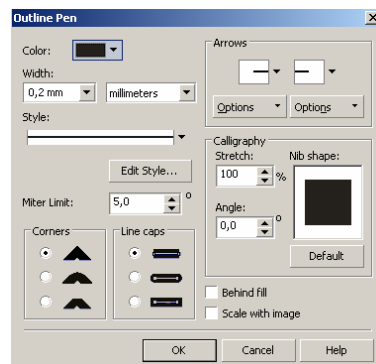 Outline Pen
Color:
Width:
0,2 mm
millimeters
Style:
Edit Style...
Miter Limit:
5,0
°
Corners
Line caps
Arrows
Options
Options
Calligraphy
Stretch:
Nib shape:
100
%
Angle:
0,0
°
Default
Behind fill
Scale with image
OK
Cancel
Help